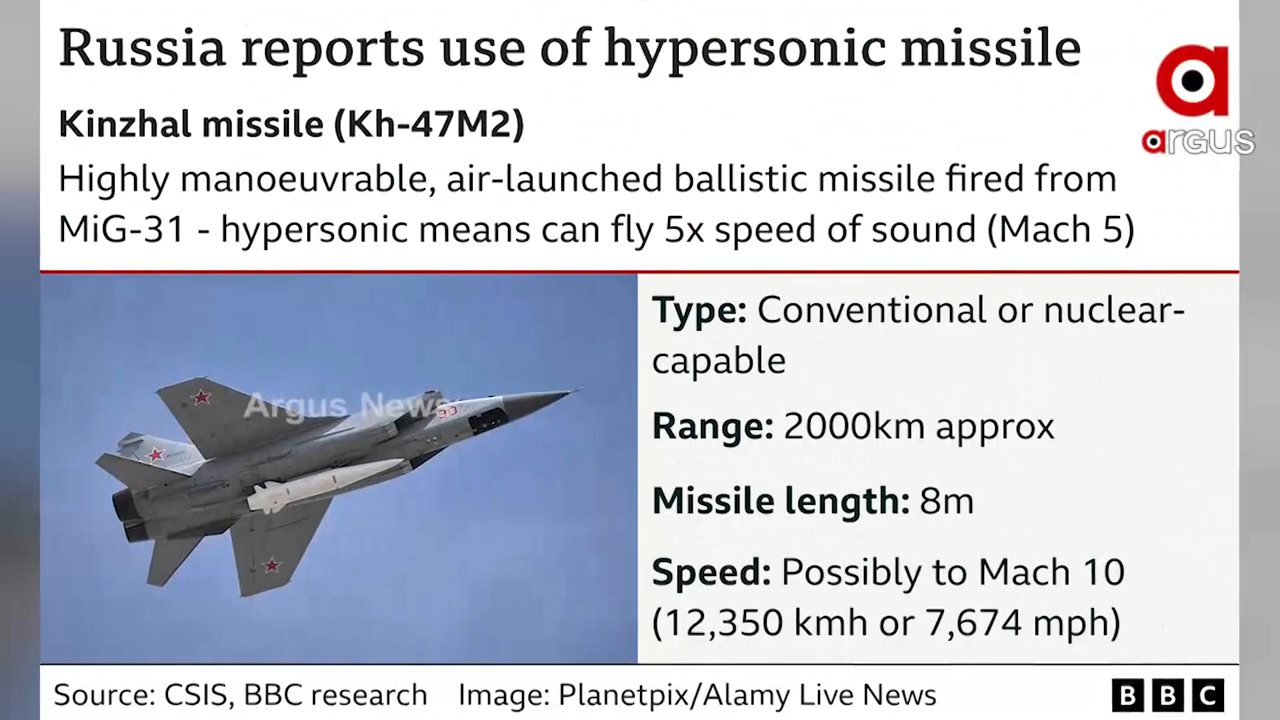 Russia reports use of hypersonic missile
argus
Kinzhal missile (Kh-47M2)
Highly manoeuvrable, air-launched ballistic missile fired from
MiG-31 - hypersonic means can fly 5x speed of sound (Mach 5)
Type: Conventional or nuclear-
capable
Argus News
Range: 2000km approx
Missile length: 8m
Speed: Possibly to Mach 10
(12,350 kmh or 7,674 mph)
Source: CSIS, BBC research Image: Planetpix/Alamy Live News
BBC